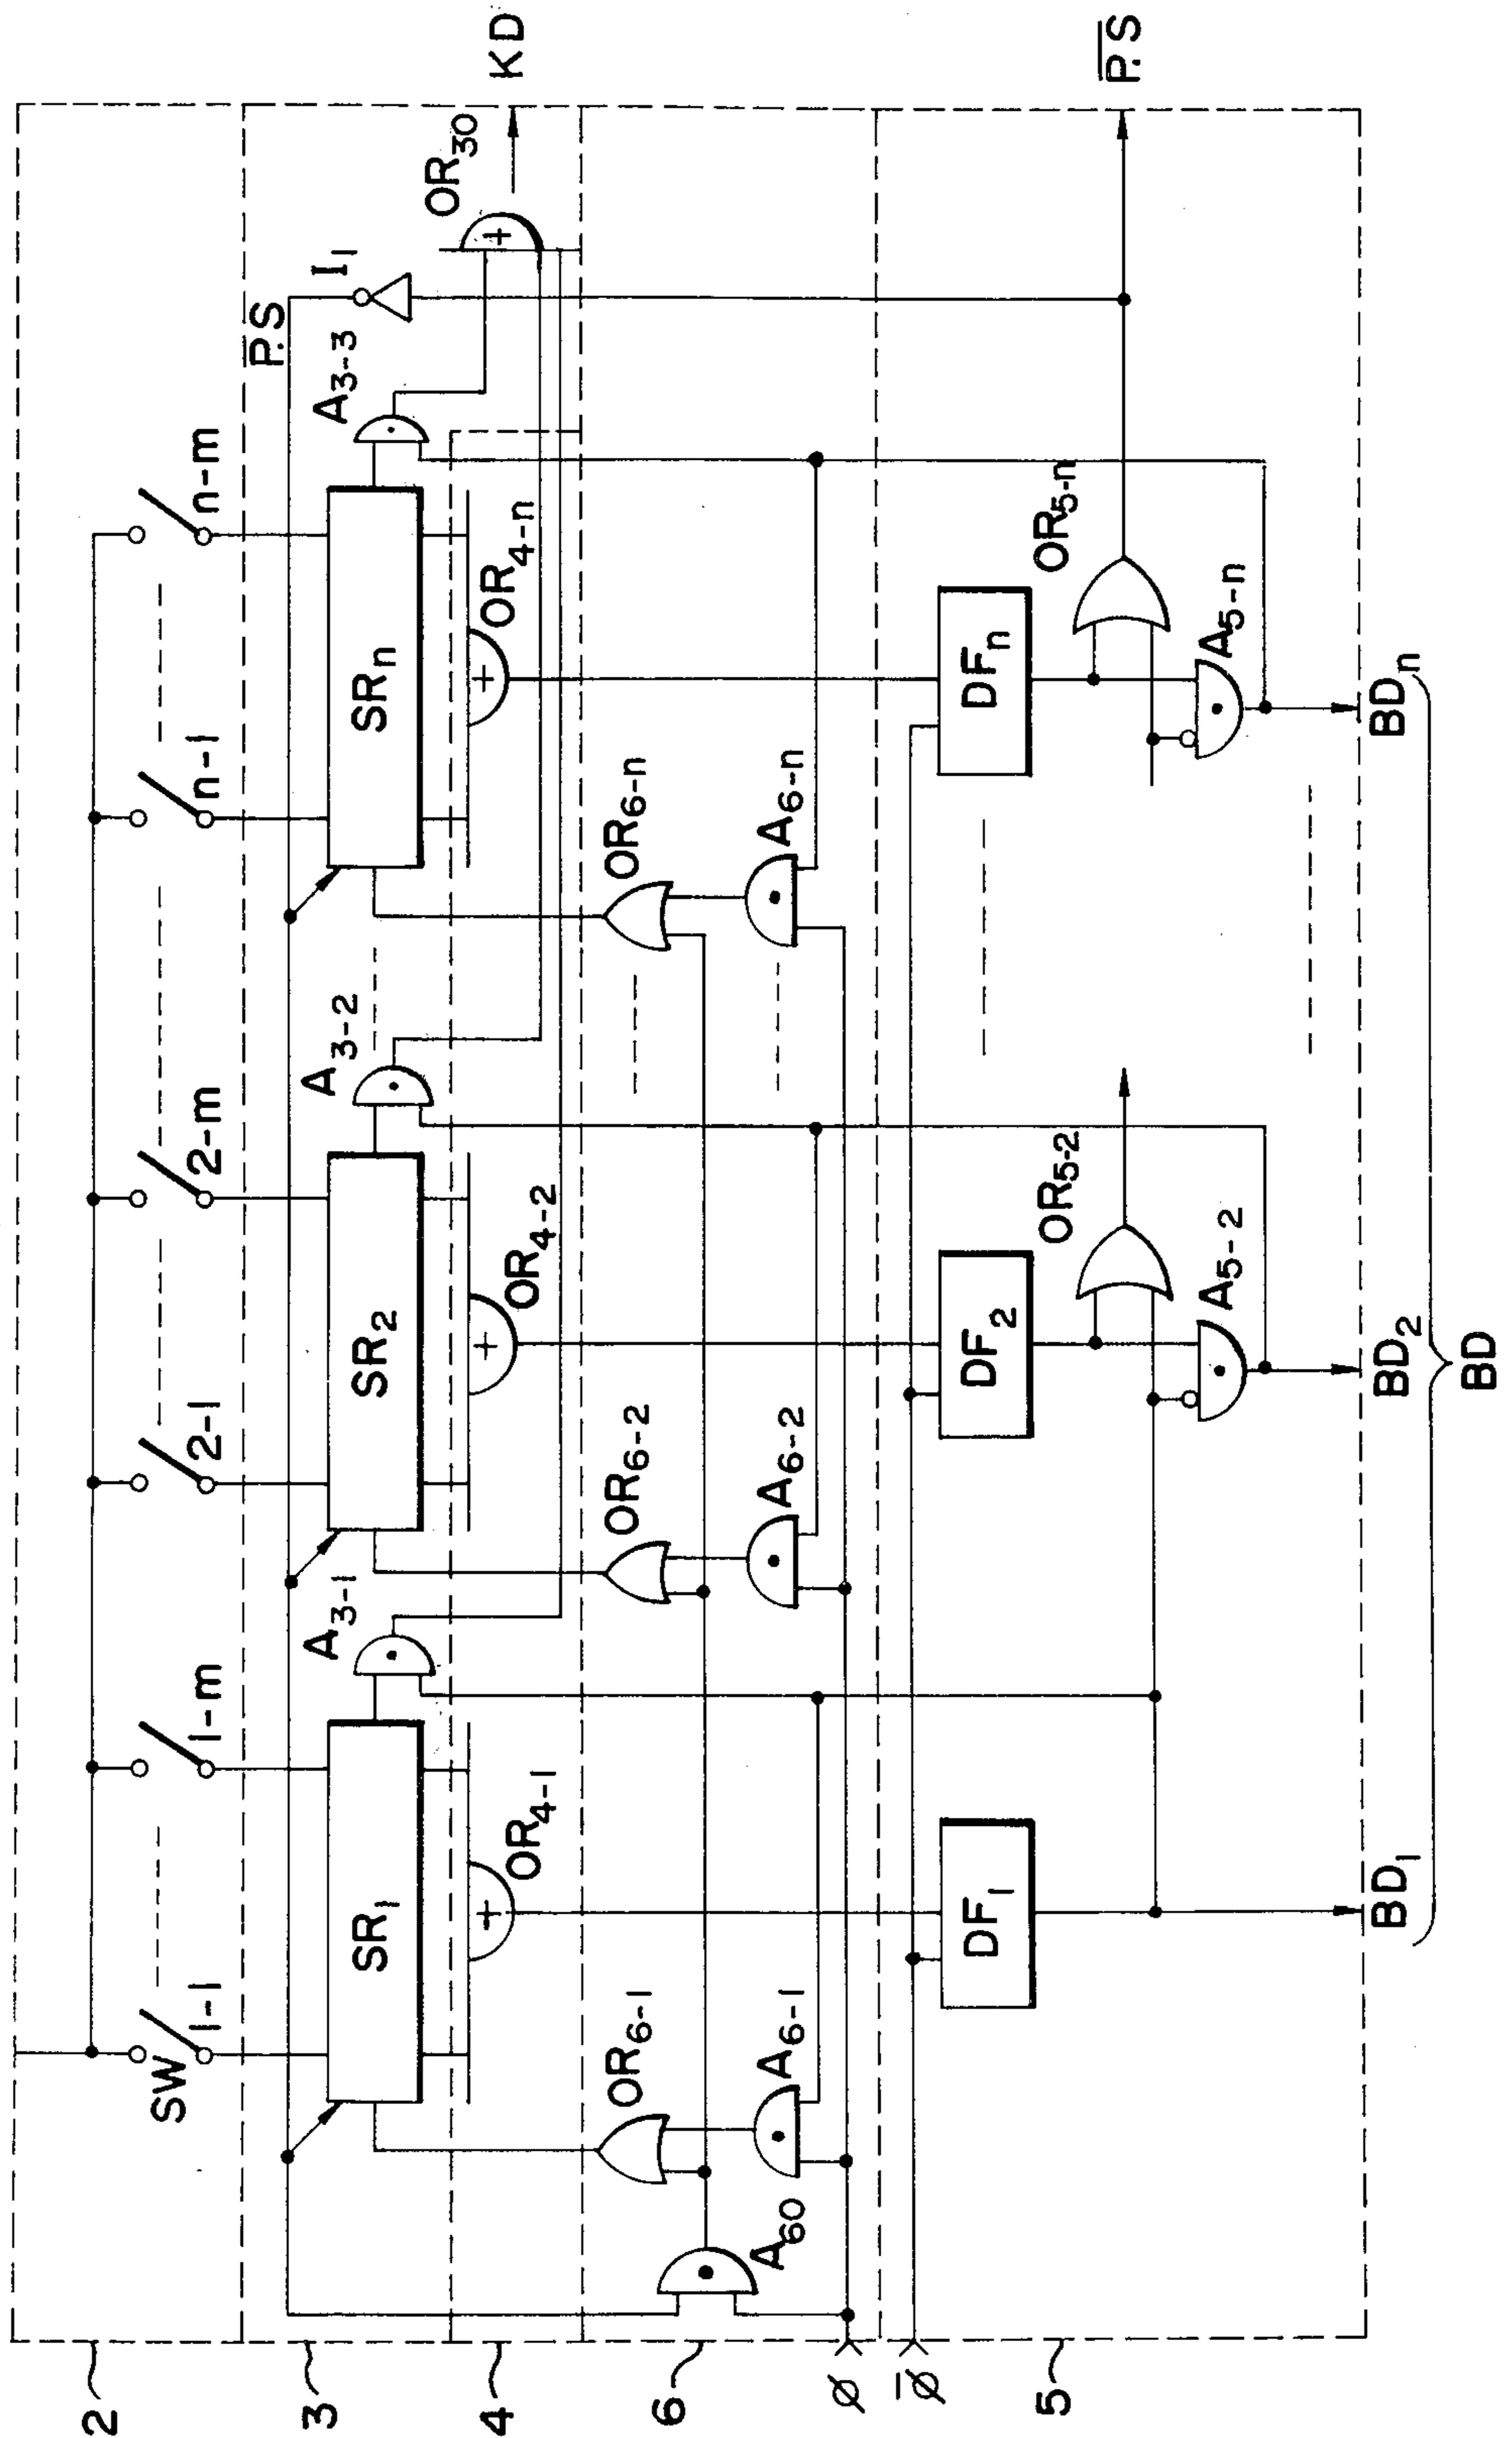 2
SW
1-1
1-m
2-1
2-m
n-1
n-m
P.S
3
SR₁
A₃₋₁
SR₂
A₃₋₂
SRₙ
A₃₋₃
I₁
OR₃₀
KD
4
OR₄₋₁
OR₄₋₂
OR₄₋ₙ
6
OR₆₋₁
OR₆₋₂
OR₆₋ₙ
A₆₀
A₆₋₁
A₆₋₂
A₆₋ₙ
Ø
Ø̅
DF₁
DF₂
DFₙ
5
OR₅₋₂
OR₅₋ₙ
P̅.̅S̅
A₅₋₂
A₅₋ₙ
BD₁
BD₂
BDₙ
BD